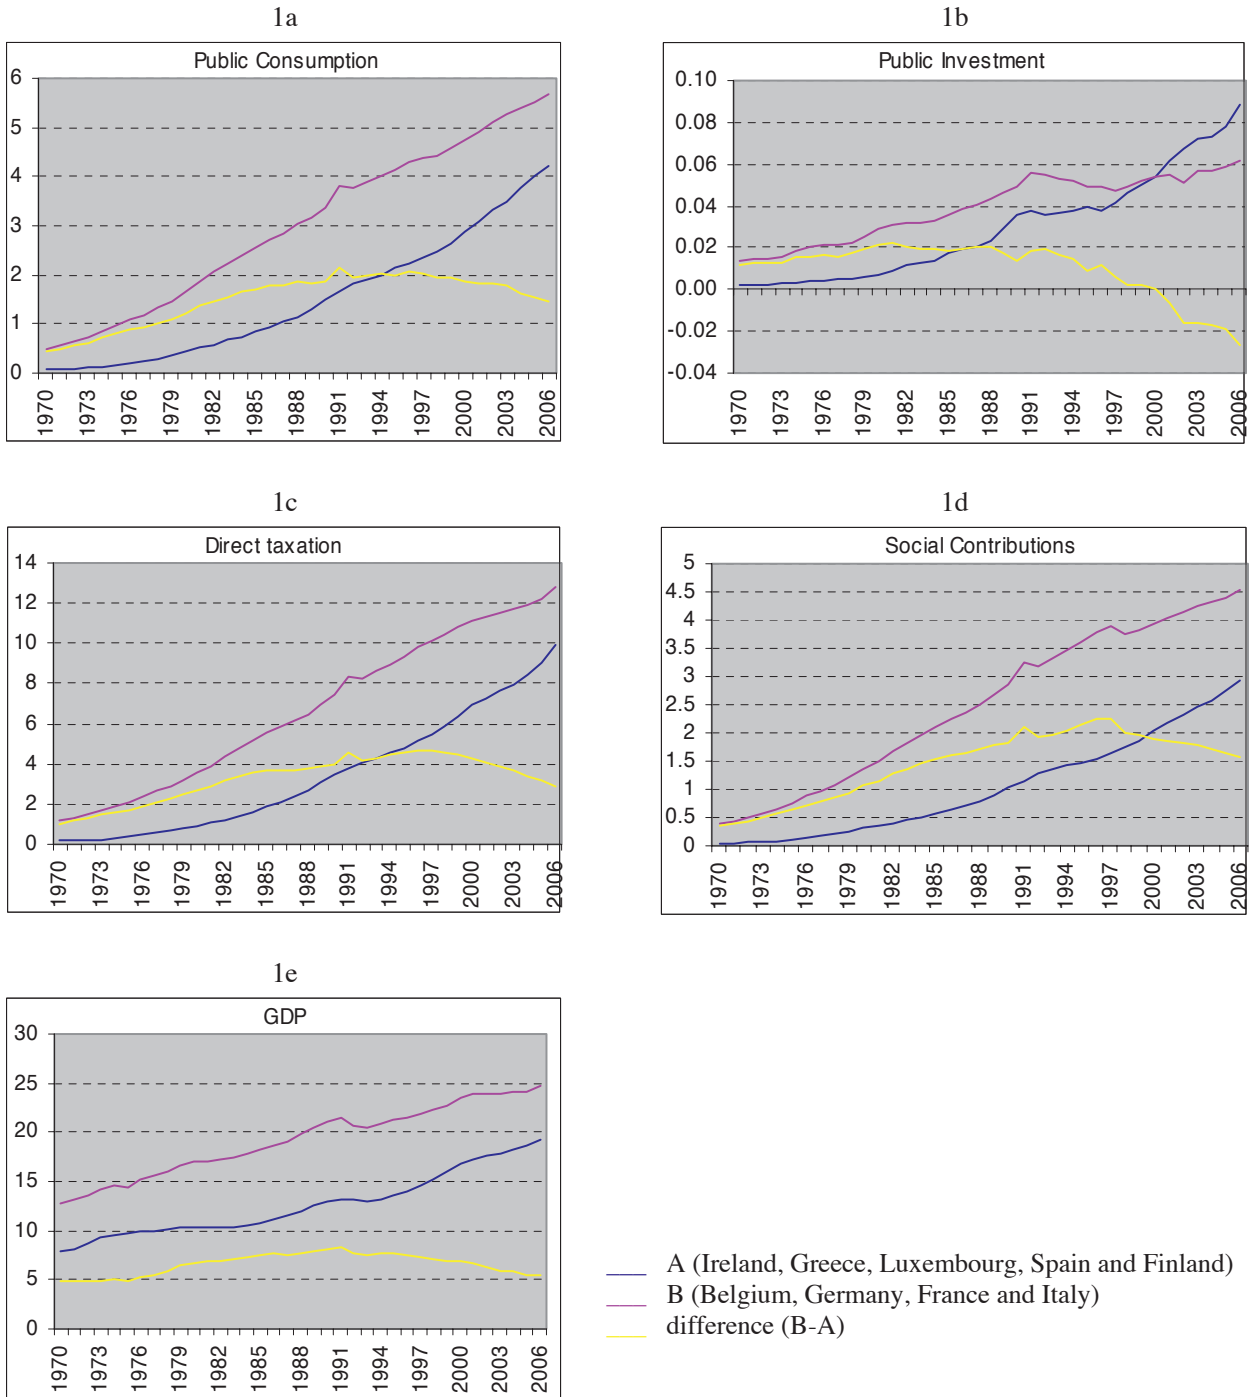 1a
Public Consumption
6
5
4
3
2
1
0
1970 1973 1976 1979 1982 1985 1988 1991 1994 1997 2000 2003 2006
1b
Public Investment
0.10
0.08
0.06
0.04
0.02
0.00
-0.02
-0.04
1970 1973 1976 1979 1982 1985 1988 1991 1994 1997 2000 2003 2006
1c
Direct taxation
14
12
10
8
6
4
2
0
1970 1973 1976 1979 1982 1985 1988 1991 1994 1997 2000 2003 2006
1d
Social Contributions
5
4.5
4
3.5
3
2.5
2
1.5
1
0.5
0
1970 1973 1976 1979 1982 1985 1988 1991 1994 1997 2000 2003 2006
1e
GDP
30
25
20
15
10
5
0
1970 1973 1976 1979 1982 1985 1988 1991 1994 1997 2000 2003 2006
A (Ireland, Greece, Luxembourg, Spain and Finland)
B (Belgium, Germany, France and Italy)
difference (B-A)